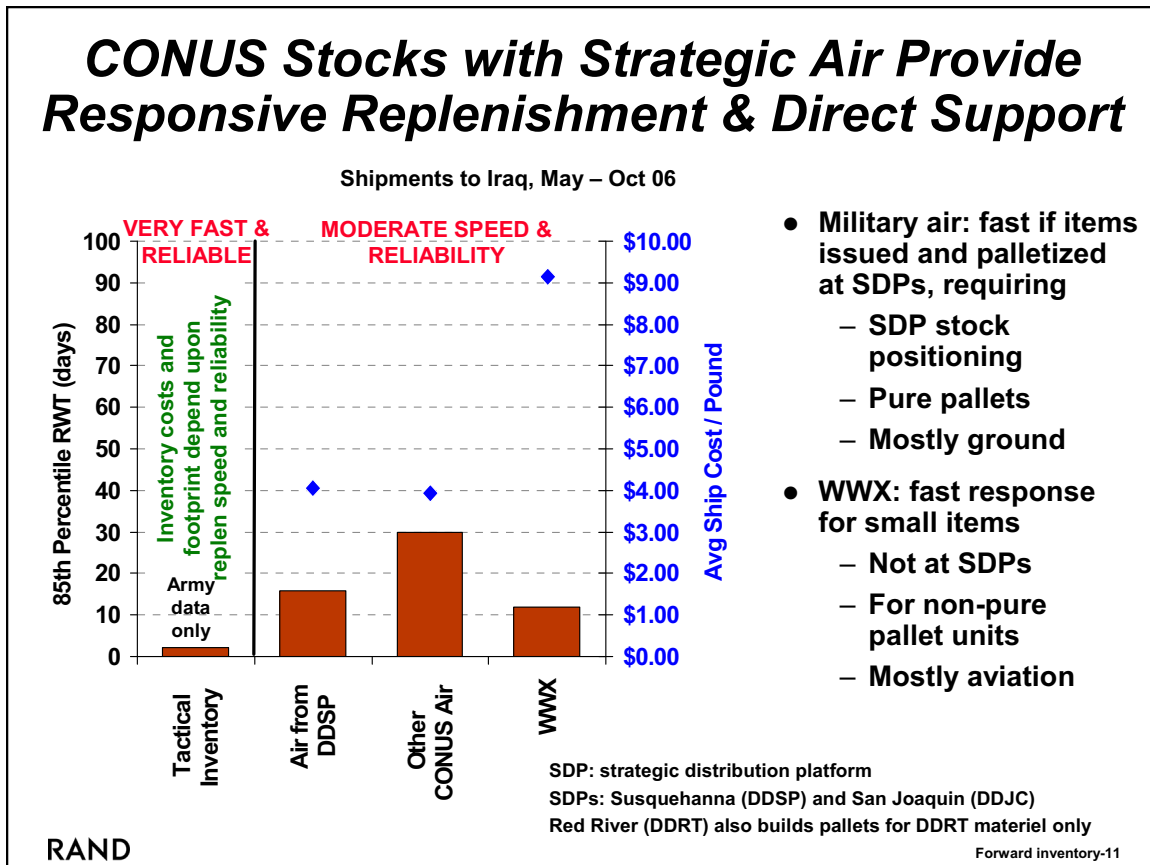 CONUS Stocks with Strategic Air Provide
Responsive Replenishment & Direct Support
Shipments to Iraq, May – Oct 06
VERY FAST &
RELIABLE
MODERATE SPEED &
RELIABILITY
85th Percentile RWT (days)
100
90
80
70
60
50
40
30
20
10
0
Inventory costs and
footprint depend upon
replen speed and reliability
Army
data
only
$10.00
$9.00
$8.00
$7.00
$6.00
$5.00
$4.00
$3.00
$2.00
$1.00
$0.00
Avg Ship Cost / Pound
Tactical
Inventory
Air from
DDSP
Other
CONUS Air
WWX
● Military air: fast if items
issued and palletized
at SDPs, requiring
– SDP stock
positioning
– Pure pallets
– Mostly ground
● WWX: fast response
for small items
– Not at SDPs
– For non-pure
pallet units
– Mostly aviation
SDP: strategic distribution platform
SDPs: Susquehanna (DDSP) and San Joaquin (DDJC)
Red River (DDRT) also builds pallets for DDRT materiel only
RAND
Forward inventory-11